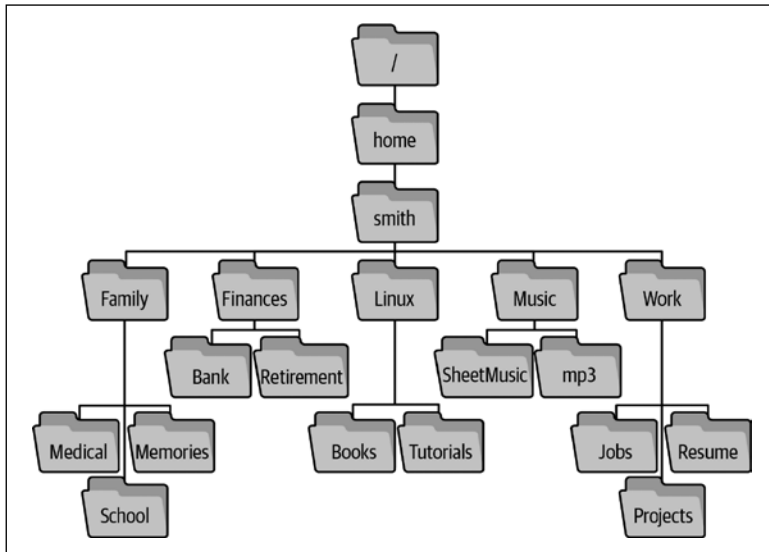 /
home
smith
Family Finances Linux Music Work
Bank Retirement SheetMusic mp3
Medical Memories Books Tutorials Jobs Resume
School Projects